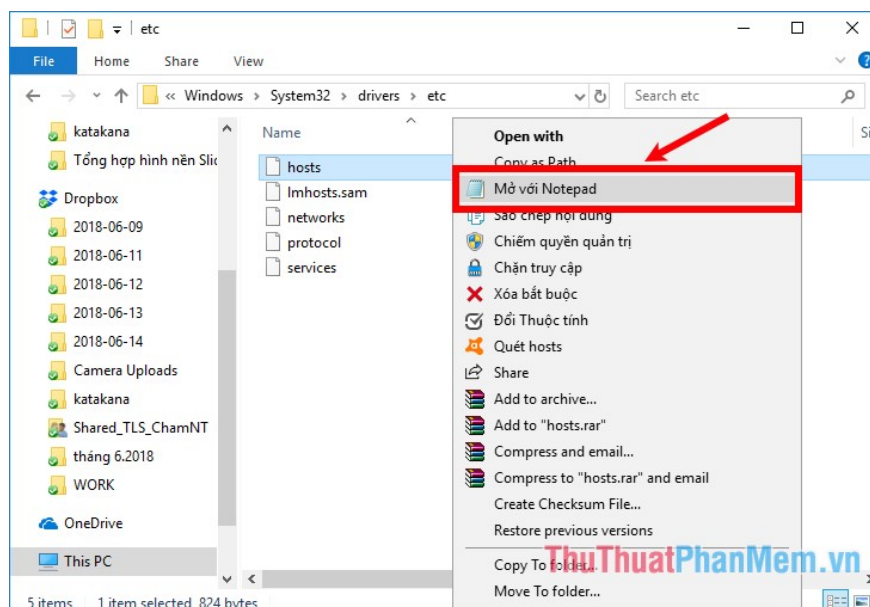 etc
File Home Share View
« Windows > System32 > drivers > etc
Search etc
katakana
Tổng hợp hình nền Slic
Dropbox
2018-06-09
2018-06-11
2018-06-12
2018-06-13
2018-06-14
Camera Uploads
katakana
Shared_TLS_ChamNT
tháng 6.2018
WORK
OneDrive
This PC
Name
Si
hosts
lmhosts.sam
networks
protocol
services
Open with
Copy as Path
Mở với Notepad
Sao chép nội dung
Chiếm quyền quản trị
Chặn truy cập
Xóa bắt buộc
Đổi Thuộc tính
Quét hosts
Share
Add to archive...
Add to "hosts.rar"
Compress and email...
Compress to "hosts.rar" and email
Create Checksum File...
Restore previous versions
Copy To folder...
Move To folder...
ThuThuatPhanMem.vn
5 items 1 item selected 824 bytes